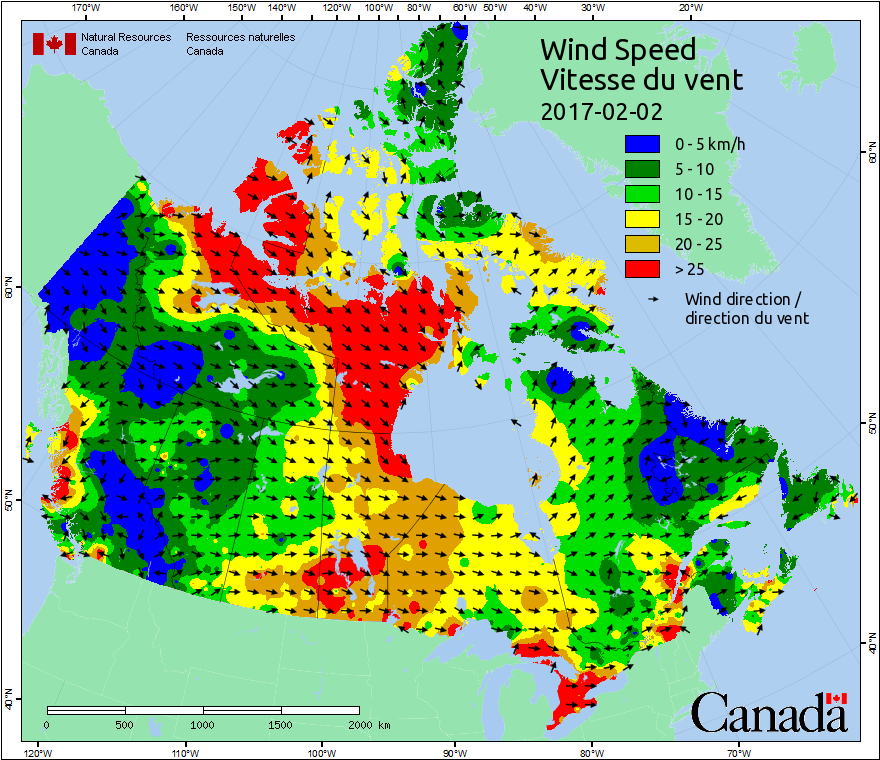 170°W 160°W 150°W 140°W 120°W 100°W 80°W 60°W 50°W 40°W 30°W 20°W
Natural Resources Ressources naturelles
Canada Canada
Wind Speed
Vitesse du vent
2017-02-02
0 - 5 km/h
5 - 10
10 - 15
15 - 20
20 - 25
> 25
Wind direction /
direction du vent
60°N
60°N
50°N
50°N
40°N
40°N
0 500 1000 1500 2000 km
Canada
120°W 110°W 100°W 90°W 80°W 70°W